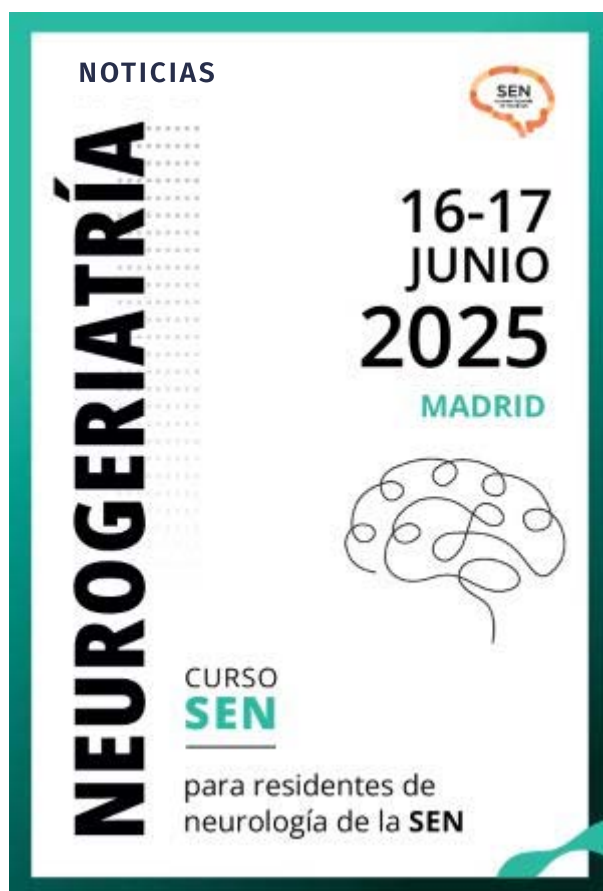 NOTICIAS
SEN
NEUROGERIATRÍA
16-17
JUNIO
2025
MADRID
CURSO
SEN
para residentes de
neurología de la SEN